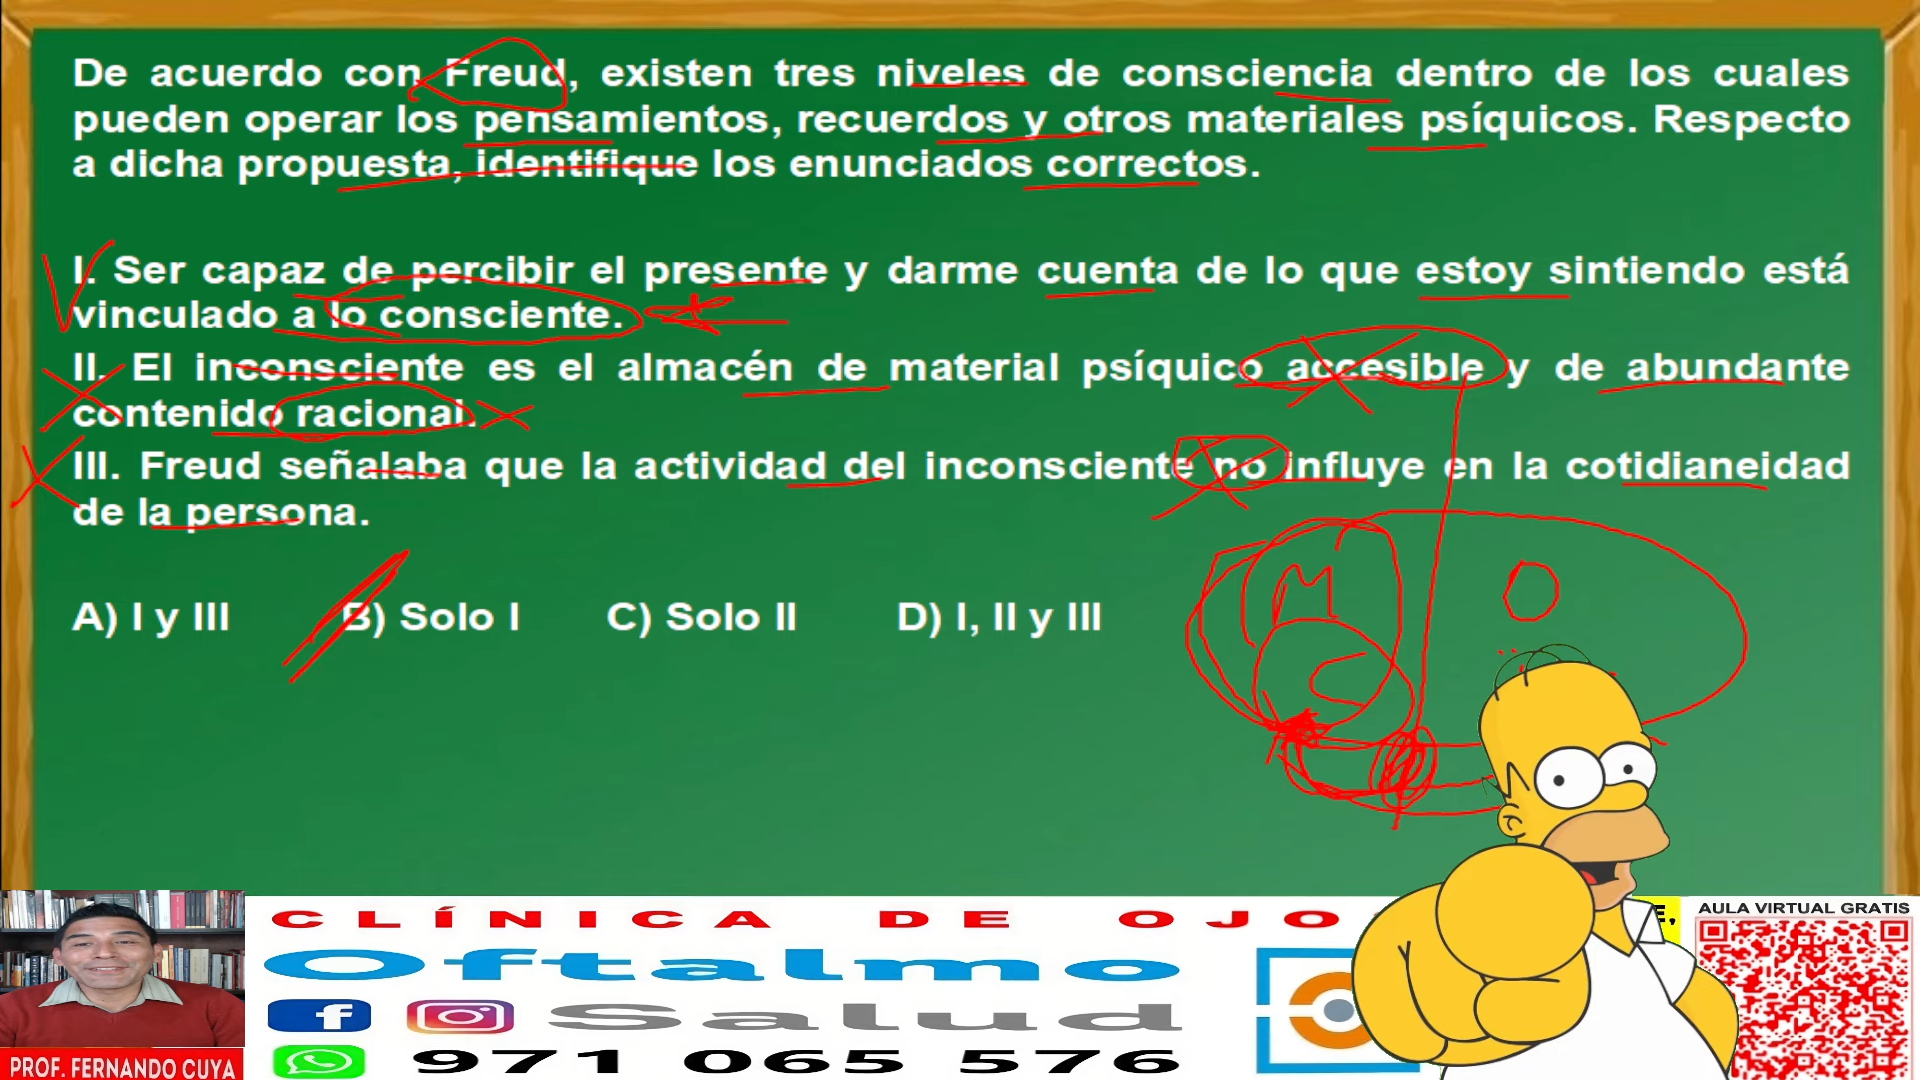 De acuerdo con Freud, existen tres niveles de consciencia dentro de los cuales
pueden operar los pensamientos, recuerdos y otros materiales psíquicos. Respecto
a dicha propuesta, identifique los enunciados correctos.
I. Ser capaz de percibir el presente y darme cuenta de lo que estoy sintiendo está
vinculado a lo consciente.
II. El inconsciente es el almacén de material psíquico accesible y de abundante
contenido racional.
III. Freud señalaba que la actividad del inconsciente no influye en la cotidianeidad
de la persona.
M
O
C
A) I y III B) Solo I C) Solo II D) I, II y III
CLÍNICA DE OJOS
Oftalmo
Salud
971 065 576
E,
AULA VIRTUAL GRATIS
PROF. FERNANDO CUYA